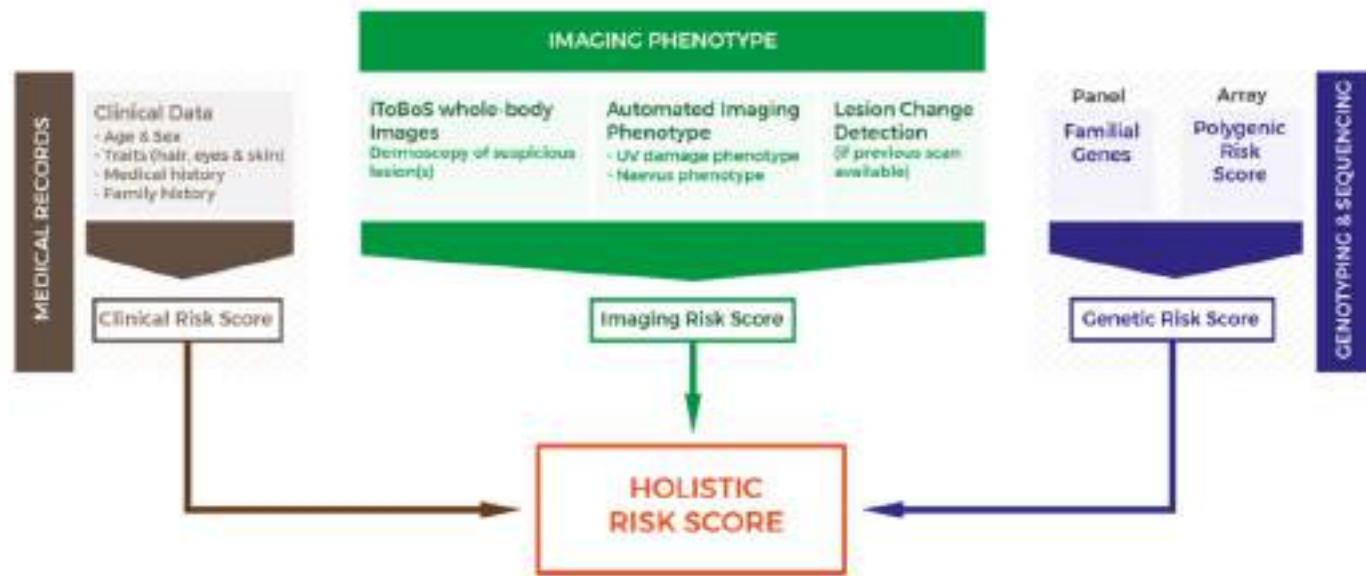 IMAGING PHENOTYPE
MEDICAL RECORDS
Clinical Data
- Age & Sex
- Traits (hair, eyes & skin)
- Medical history
- Family history
Clinical Risk Score
iToBoS whole-body
Images
Dermoscopy of suspicious
lesion(s)
Automated Imaging
Phenotype
- UV damage phenotype
- Naevus phenotype
Lesion Change
Detection
(if previous scan
available)
Imaging Risk Score
Panel
Familial
Genes
Array
Polygenic
Risk
Score
Genetic Risk Score
GENOTYPING & SEQUENCING
HOLISTIC
RISK SCORE